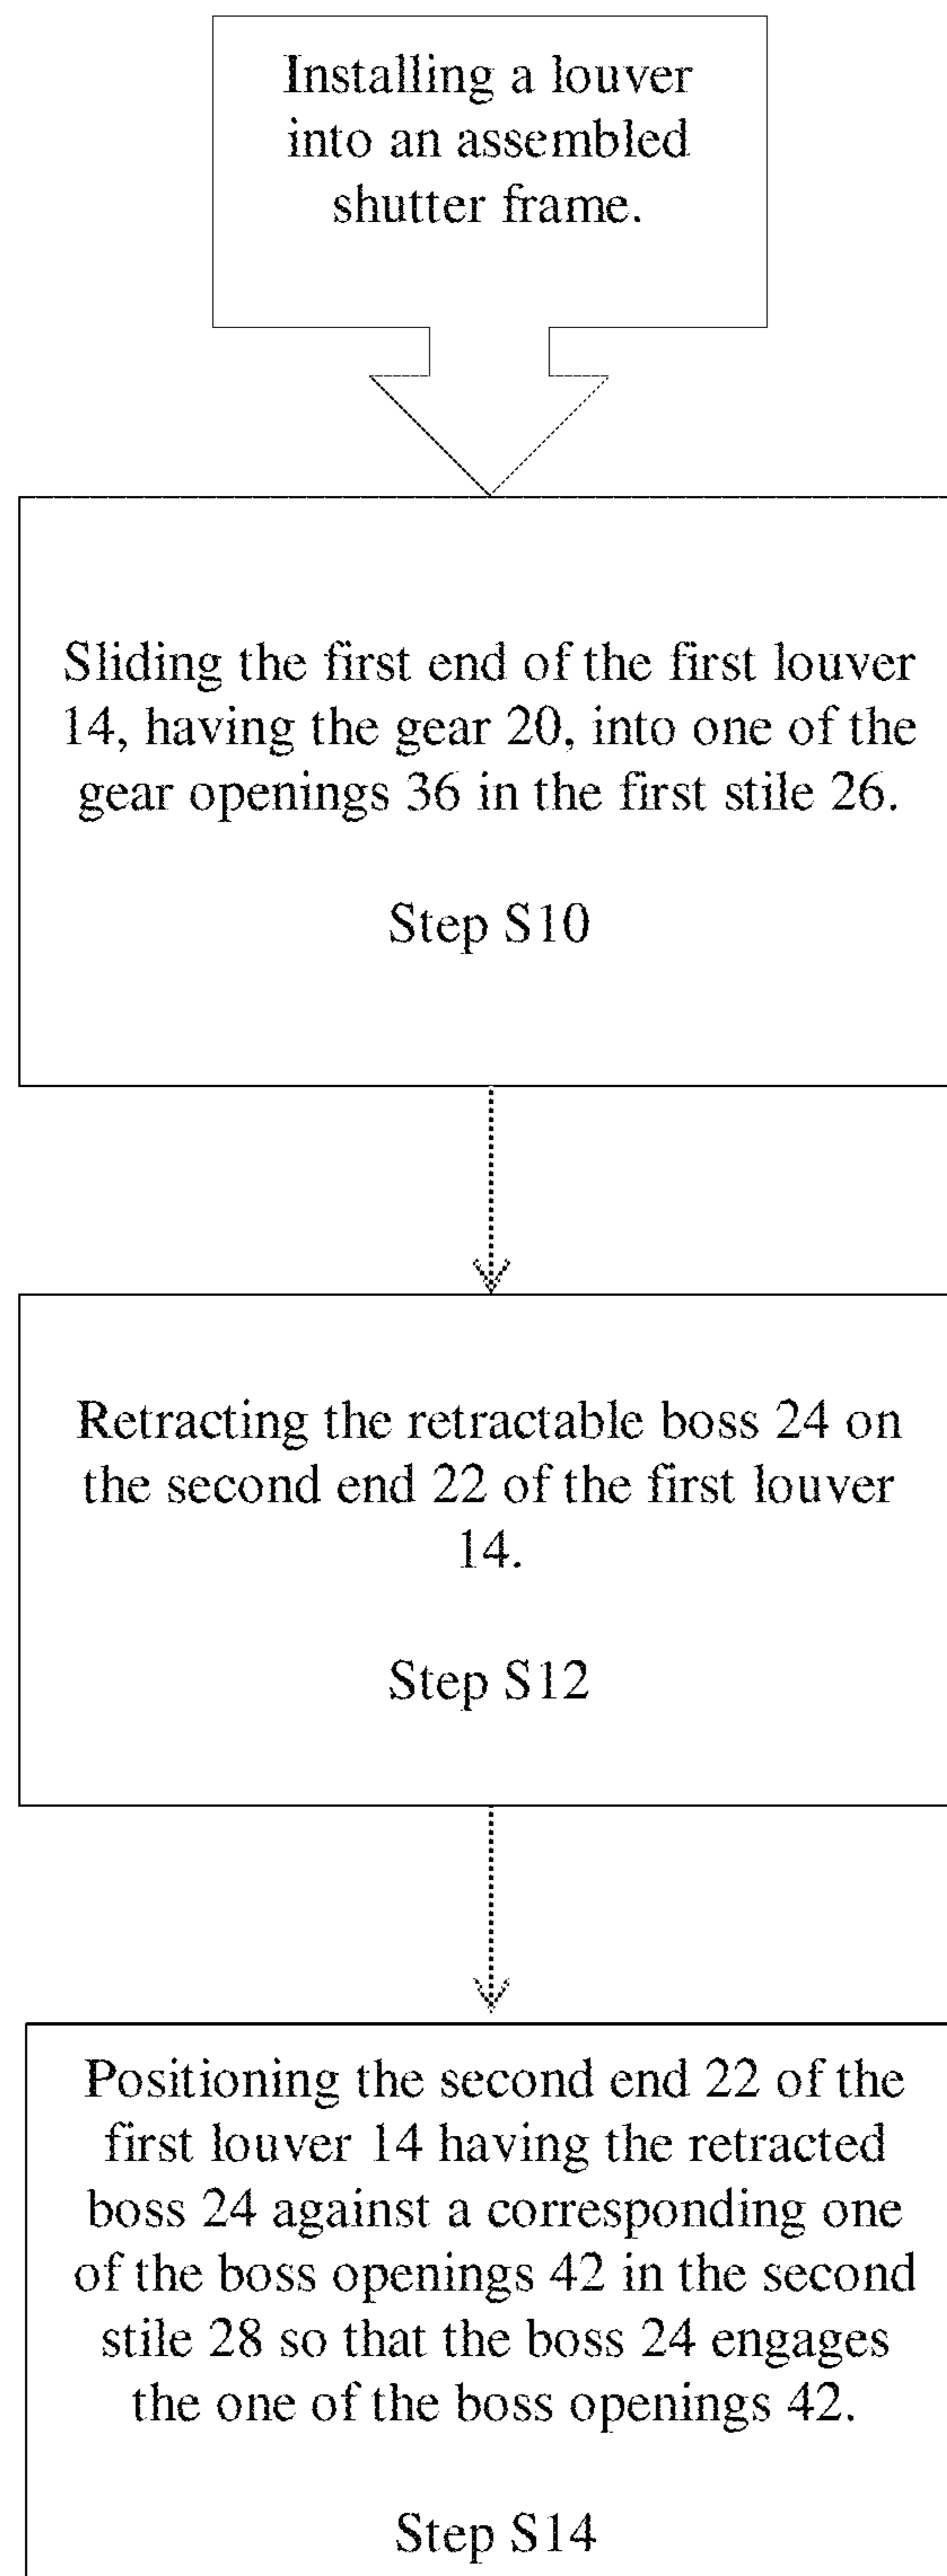 Installing a louver
into an assembled
shutter frame.
Sliding the first end of the first louver
14, having the gear 20, into one of the
gear openings 36 in the first stile 26.
Step S10
Retracting the retractable boss 24 on
the second end 22 of the first louver
14.
Step S12
Positioning the second end 22 of the
first louver 14 having the retracted
boss 24 against a corresponding one
of the boss openings 42 in the second
stile 28 so that the boss 24 engages
the one of the boss openings 42.
Step S14